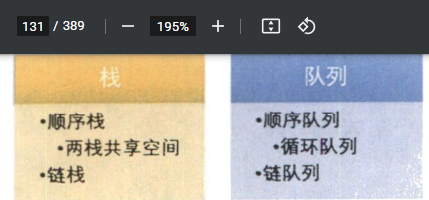 131 / 389
195%
栈
•顺序栈
•两栈共享空间
•链栈
队列
•顺序队列
•循环队列
•链队列